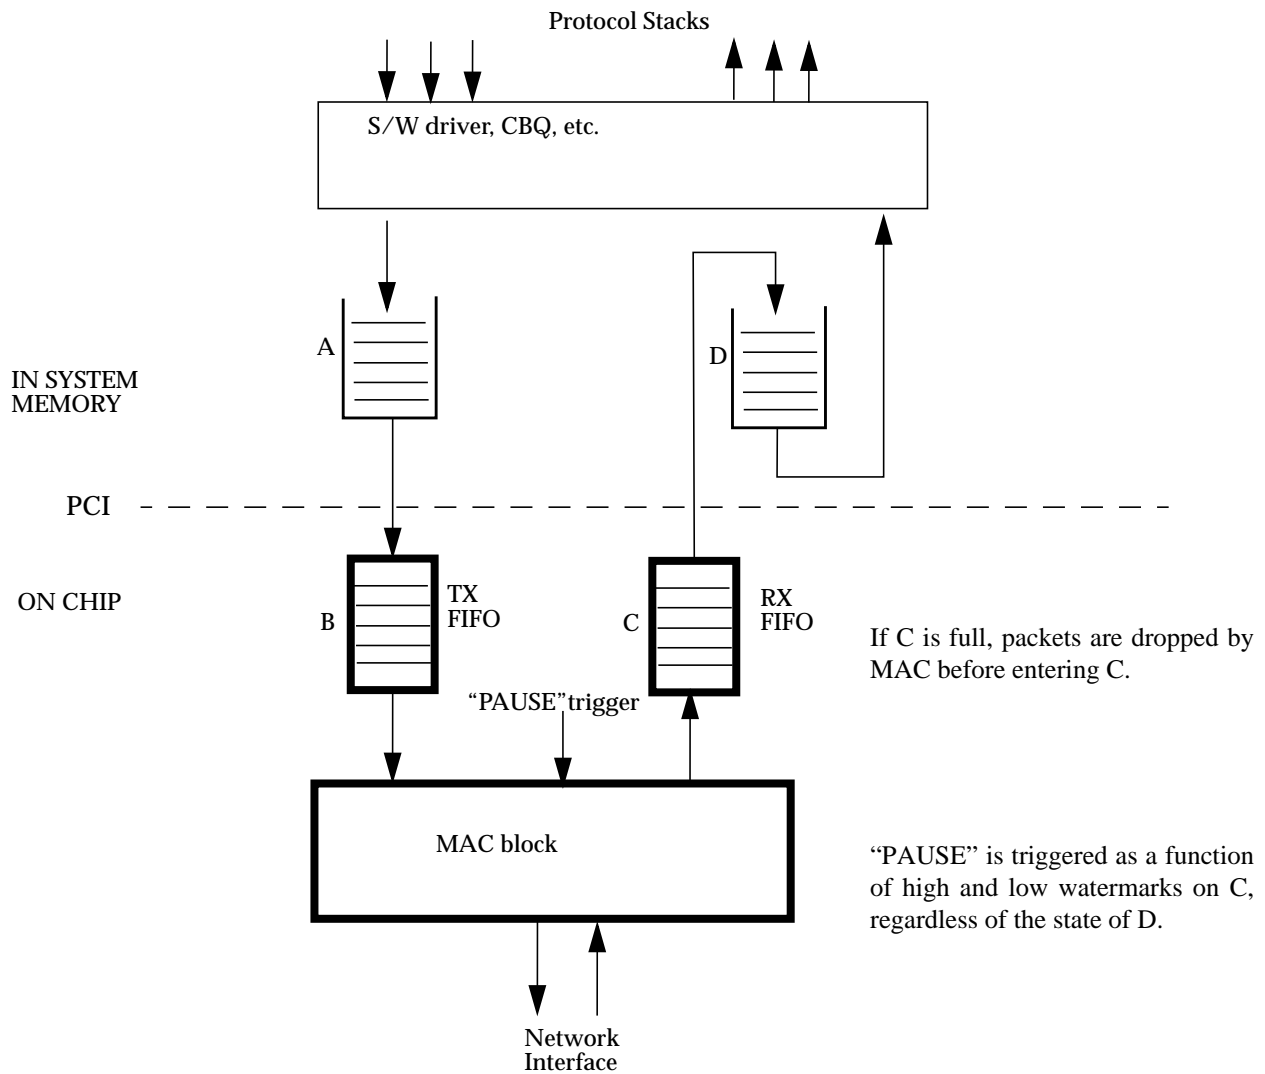 Protocol Stacks
S/W driver, CBQ, etc.
A
D
IN SYSTEM
MEMORY
PCI
ON CHIP
B
TX
FIFO
C
RX
FIFO
If C is full, packets are dropped by
MAC before entering C.
“PAUSE”trigger
MAC block
“PAUSE” is triggered as a function
of high and low watermarks on C,
regardless of the state of D.
Network
Interface